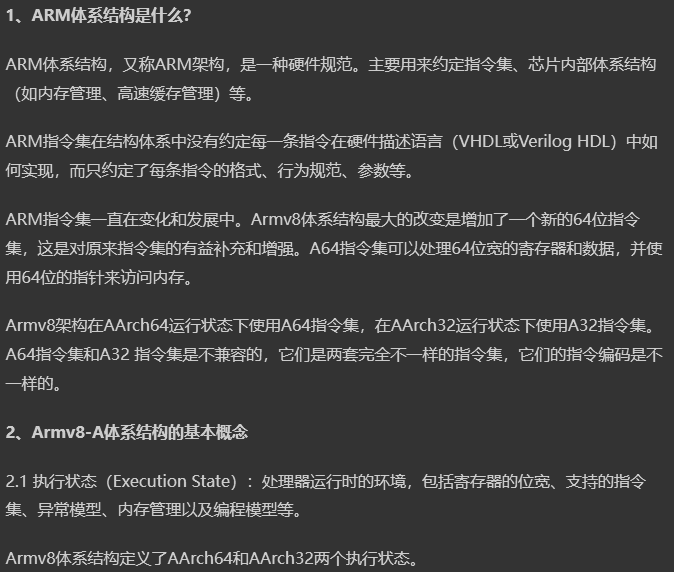 1、ARM体系结构是什么?
ARM体系结构，又称ARM架构，是一种硬件规范。主要用来约定指令集、芯片内部体系结构
（如内存管理、高速缓存管理）等。
ARM指令集在结构体系中没有约定每一条指令在硬件描述语言（VHDL或Verilog HDL）中如
何实现，而只约定了每条指令的格式、行为规范、参数等。
ARM指令集一直在变化和发展中。Armv8体系结构最大的改变是增加了一个新的64位指令
集，这是对原来指令集的有益补充和增强。A64指令集可以处理64位宽的寄存器和数据，并使
用64位的指针来访问内存。
Armv8架构在AArch64运行状态下使用A64指令集，在AArch32运行状态下使用A32指令集。
A64指令集和A32 指令集是不兼容的，它们是两套完全不一样的指令集，它们的指令编码是不
一样的。
2、Armv8-A体系结构的基本概念
2.1 执行状态（Execution State）：处理器运行时的环境，包括寄存器的位宽、支持的指令
集、异常模型、内存管理以及编程模型等。
Armv8体系结构定义了AArch64和AArch32两个执行状态。